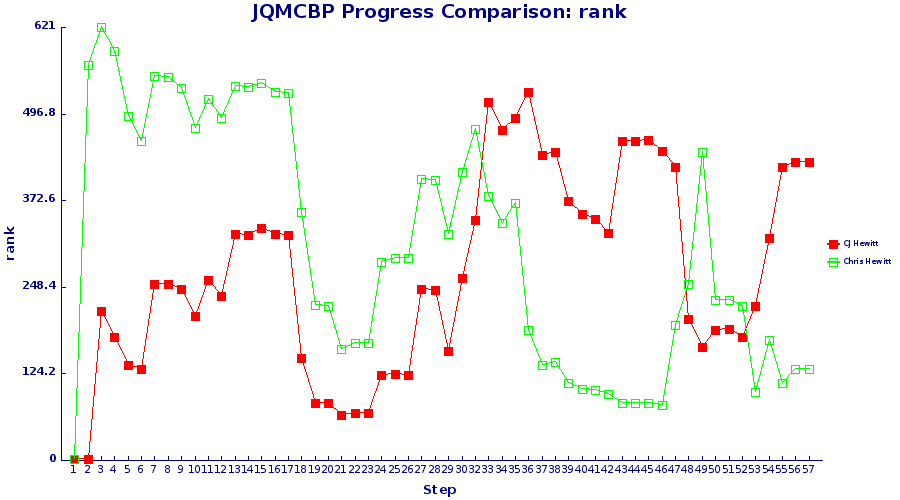 JQMCBP Progress Comparison: rank
621
496.8
372.6
248.4
124.2
0
rank
1 2 3 4 5 6 7 8 9 10 11 12 13 14 15 16 17 18 19 20 21 22 23 24 25 26 27 28 29 30 31 32 33 34 35 36 37 38 39 40 41 42 43 44 45 46 47 48 49 50 51 52 53 54 55 56 57
Step
CJ Hewitt
Chris Hewitt